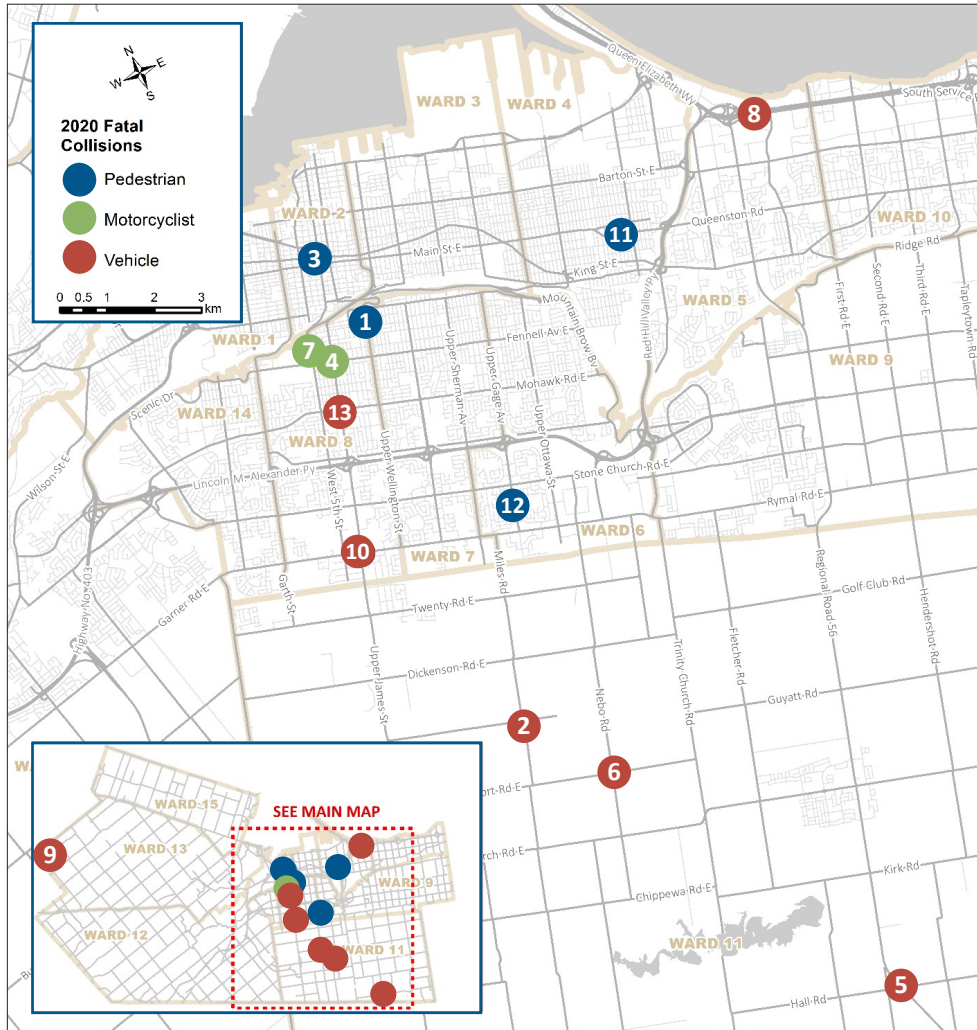 N
W
E
S
2020 Fatal
Collisions
Pedestrian
Motorcyclist
Vehicle
0 0.5 1 2 3
km
WARD 3
WARD 4
Queen Elizabeth Wy
8
South Service
Barton St E
WARD 2
3
Main St E
11
Queenston Rd
WARD 10
Ridge Rd
King St E
WARD 5
1
Mountain Brow Bv
Red Hill Valley Py
First Rd E
Second Rd E
Third Rd E
Tapleytown Rd
WARD 1
7
4
Fennell Av E
WARD 9
Scenic Dr
WARD 14
Upper Sherman Av
Upper Gage Av
Mohawk Rd E
13
WARD 8
Upper Wellington St
Upper Ottawa St
Wilson St E
Lincoln M. Alexander Py
Stone Church Rd E
West 5th St
12
Rymal Rd E
WARD 6
10
WARD 7
Highway No. 403
Garner Rd E
Garth St
Miles Rd
Twenty Rd E
Golf Club Rd
Regional Road 56
Hendershot Rd
Dickenson Rd E
Upper James St
Nebo Rd
Trinity Church Rd
Fletcher Rd
Guyatt Rd
2
6
ort Rd E
rch Rd E
Kirk Rd
Chippewa Rd E
WARD 11
5
Hall Rd
WARD 15
SEE MAIN MAP
9
WARD 13
WARD 9
WARD 12
WARD 11